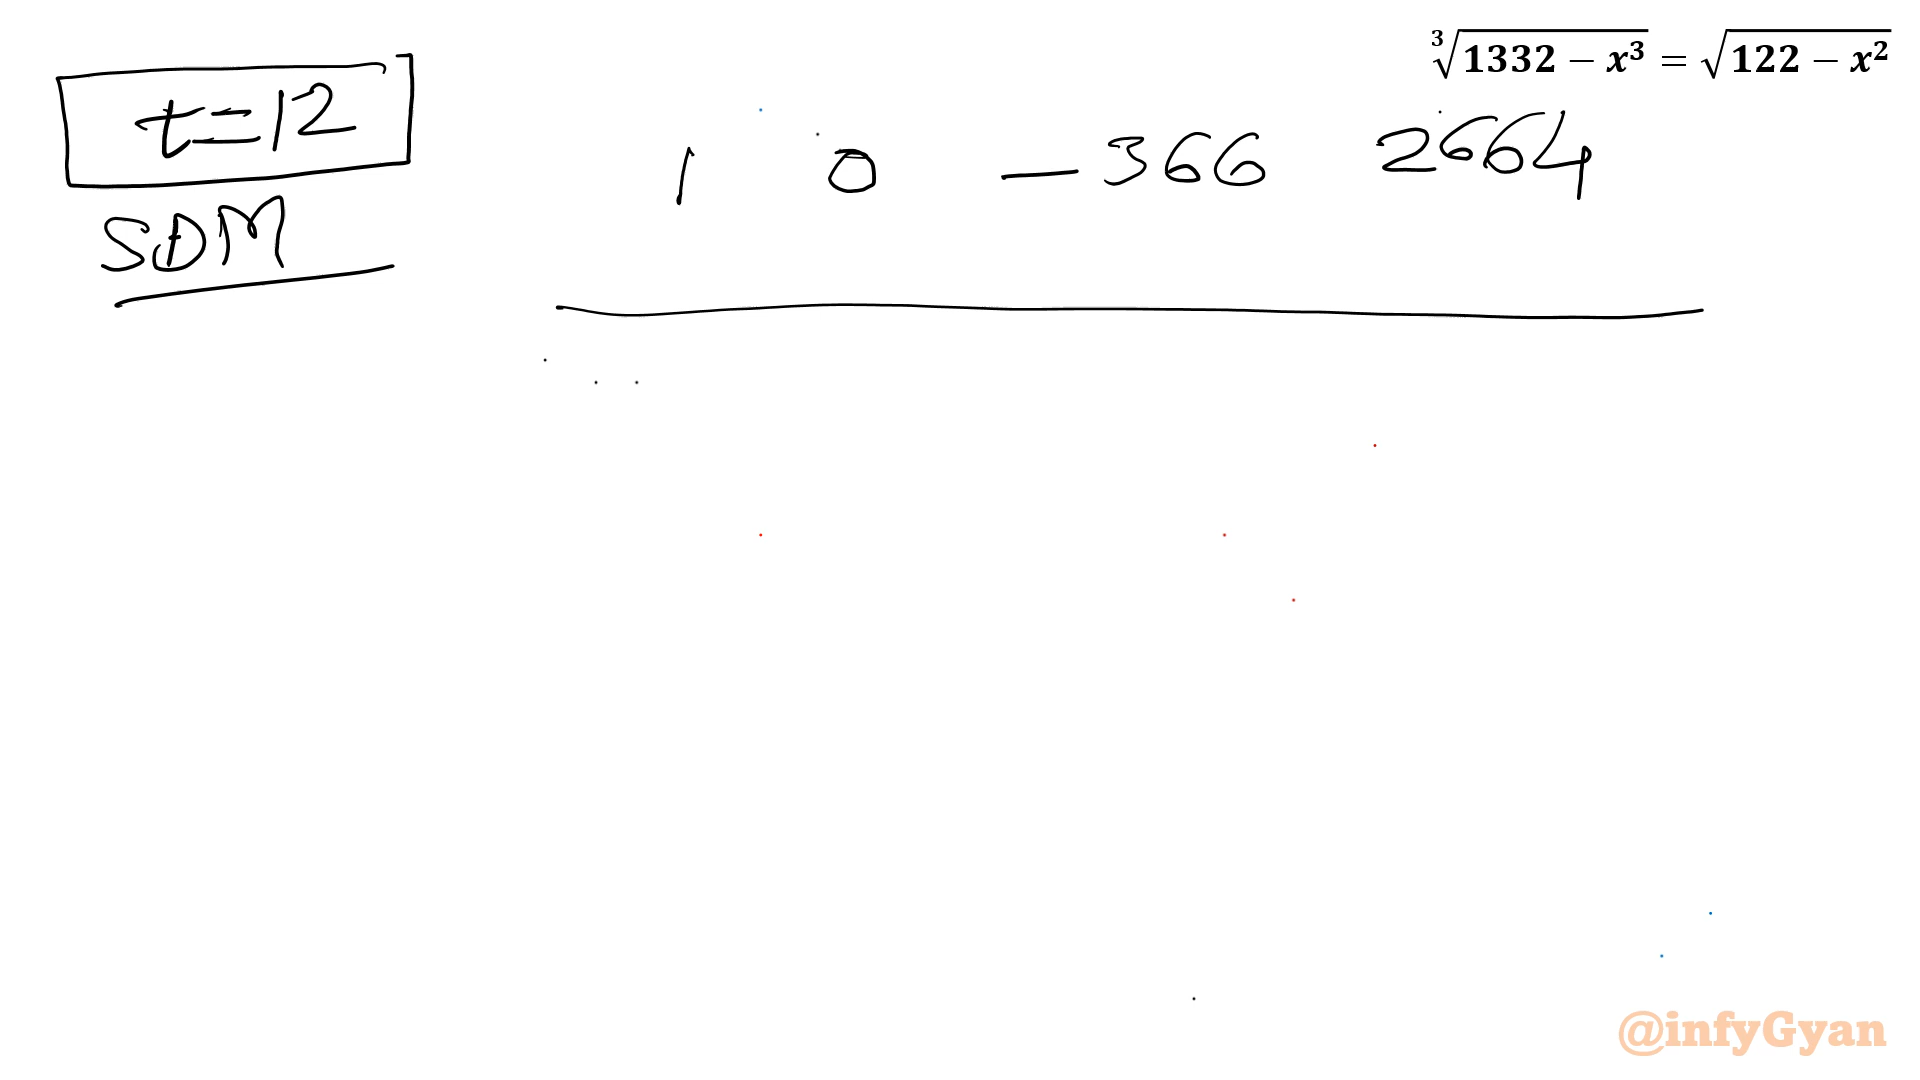 ∛(1332 − x³) = √(122 − x²)
t=12
1 0 −366 2664
SDM
@infyGyan